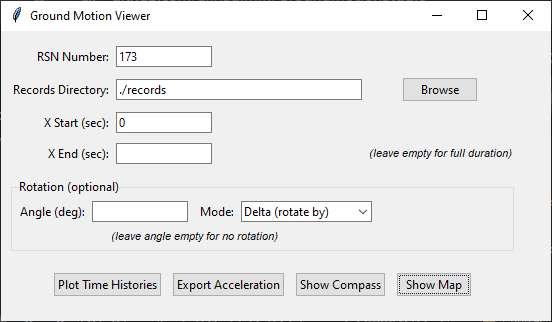 Ground Motion Viewer
RSN Number: 173
Records Directory: ./records Browse
X Start (sec): 0
X End (sec): (leave empty for full duration)
Rotation (optional)
Angle (deg): Mode: Delta (rotate by)
(leave angle empty for no rotation)
Plot Time Histories Export Acceleration Show Compass Show Map